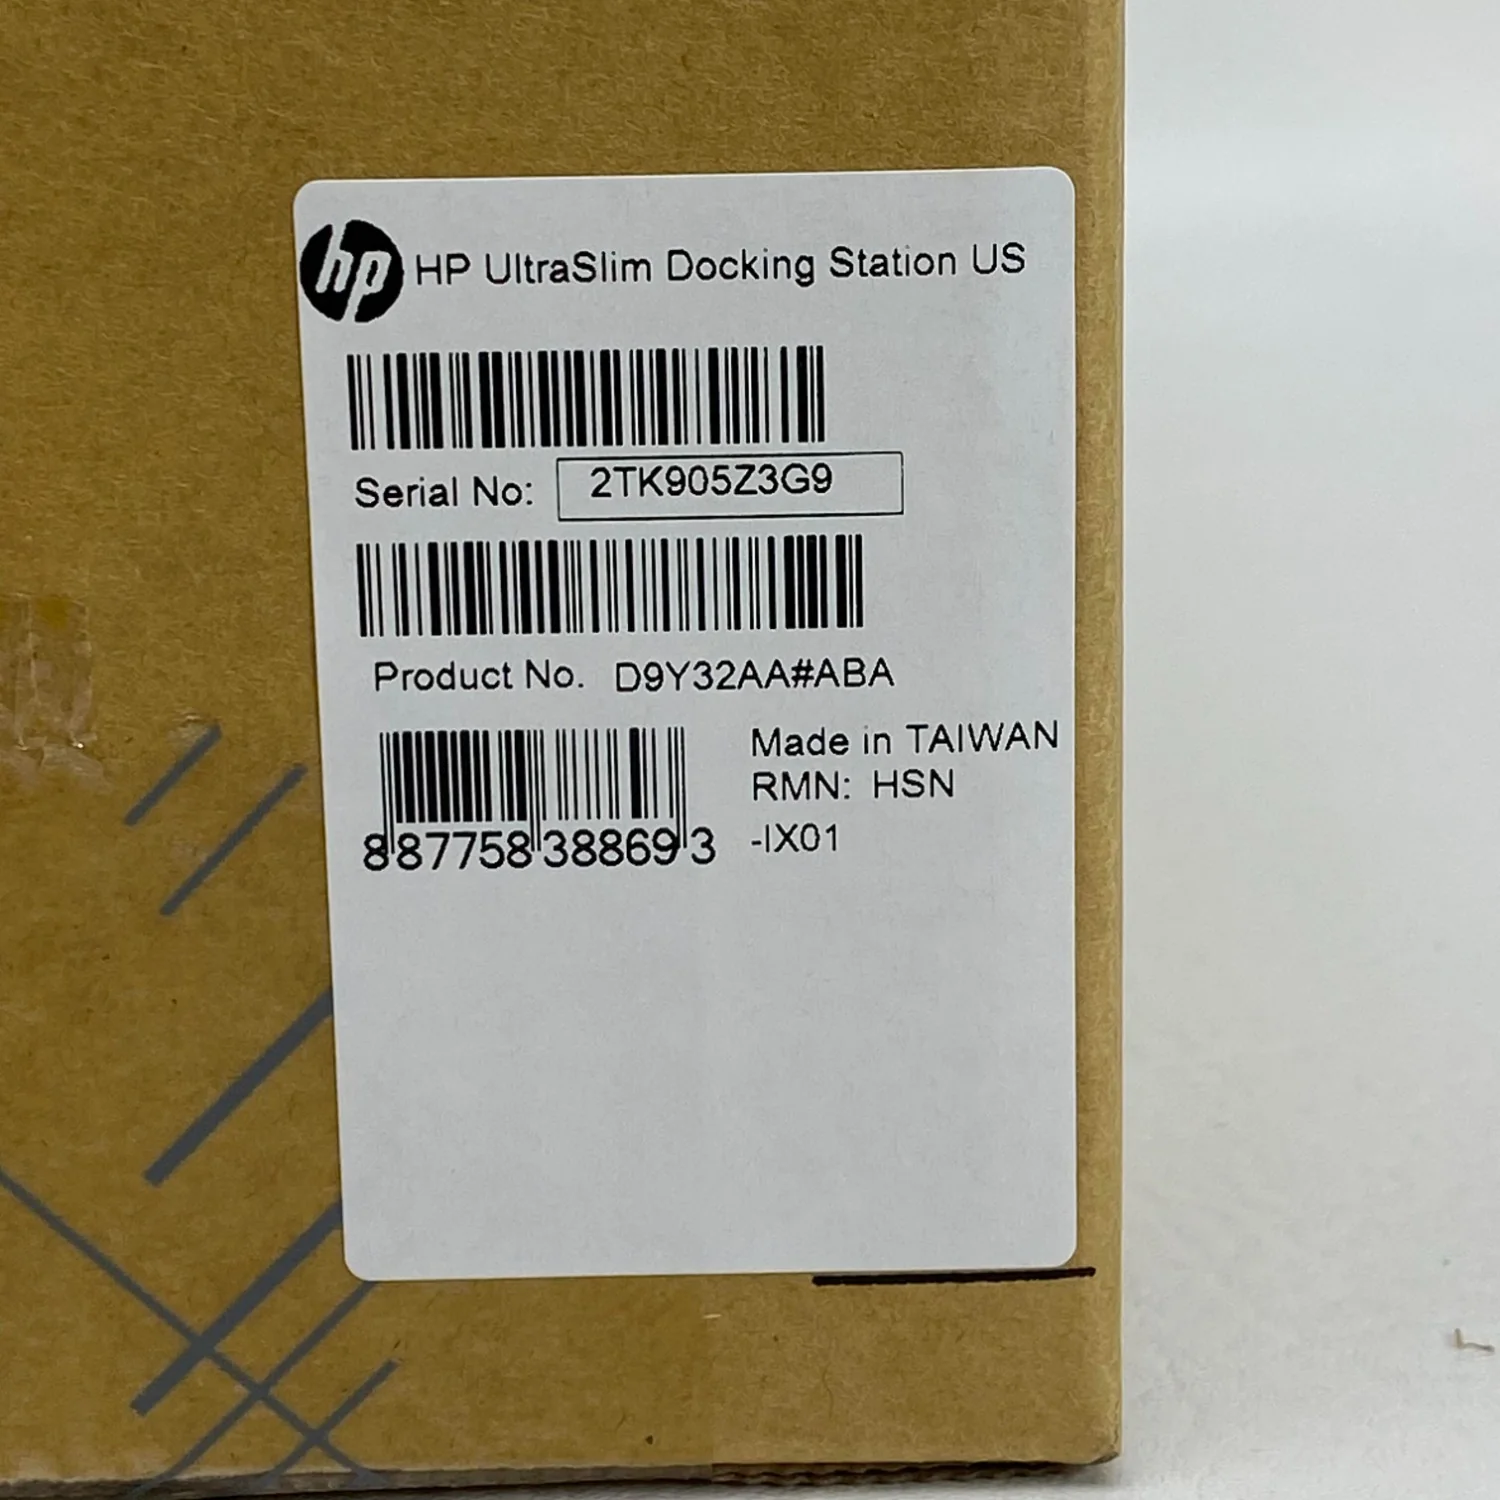 hp HP UltraSlim Docking Station US
Serial No: 2TK905Z3G9
Product No. D9Y32AA#ABA
Made in TAIWAN
RMN: HSN
-IX01
8 87758 38869 3